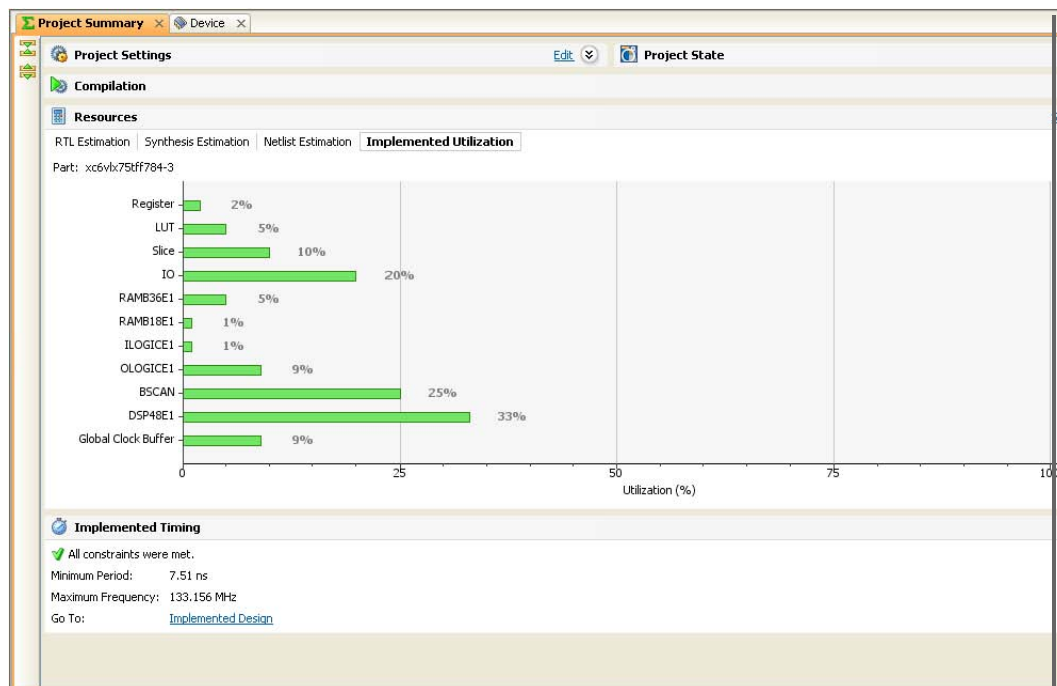 Project Summary × Device ×
Project Settings Edit Project State
Compilation
Resources
RTL Estimation Synthesis Estimation Netlist Estimation Implemented Utilization
Part: xc6vlx75tff784-3
Register 2%
LUT 5%
Slice 10%
IO 20%
RAMB36E1 5%
RAMB18E1 1%
ILOGICE1 1%
OLOGICE1 9%
BSCAN 25%
DSP48E1 33%
Global Clock Buffer 9%
0 25 50 75
Utilization (%)
Implemented Timing
All constraints were met.
Minimum Period: 7.51 ns
Maximum Frequency: 133.156 MHz
Go To: Implemented Design